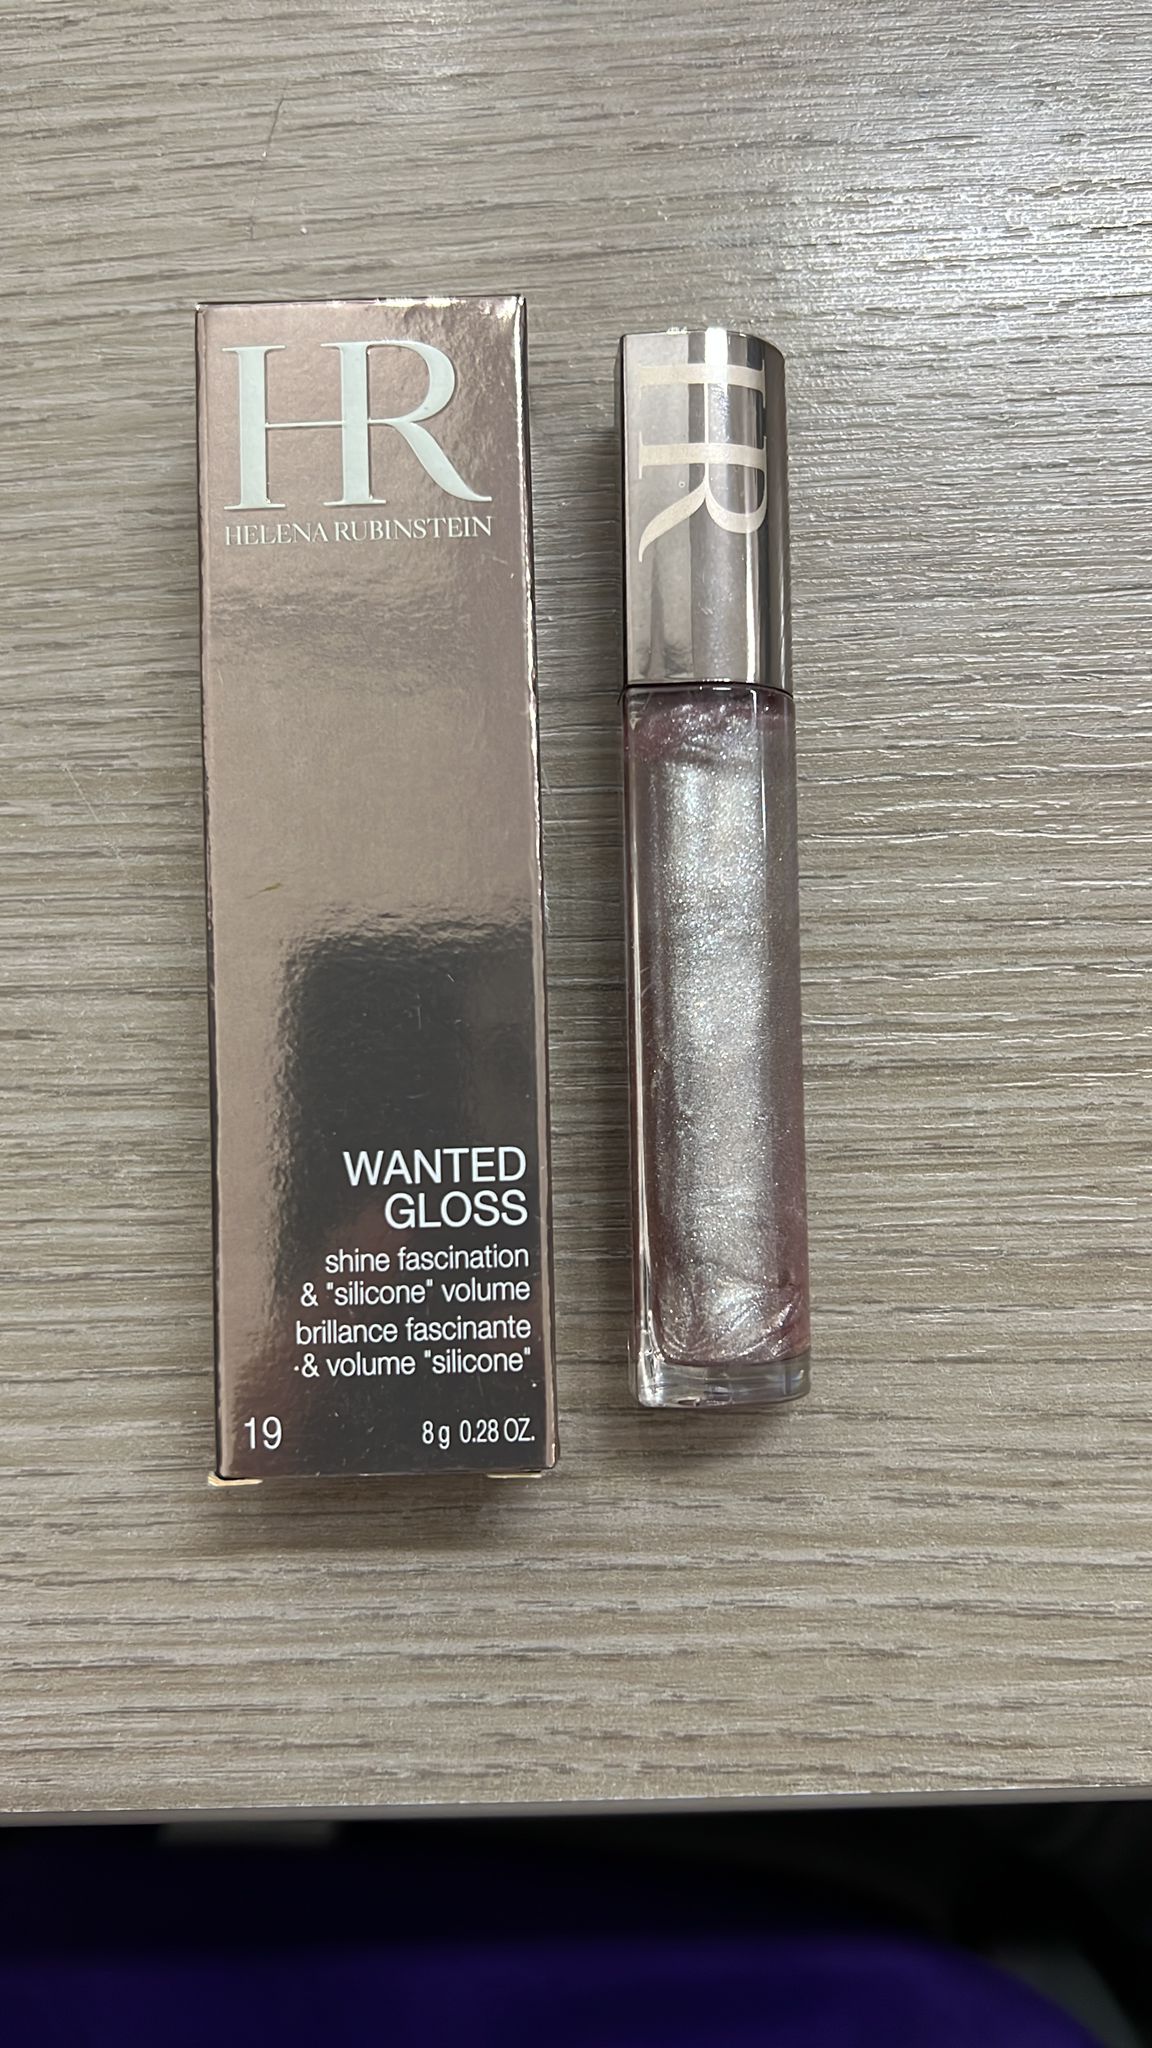 HR
HELENA RUBINSTEIN
WANTED
GLOSS
shine fascination
& "silicone" volume
brillance fascinante
& volume "silicone"
19
8 g 0.28 OZ.
HR